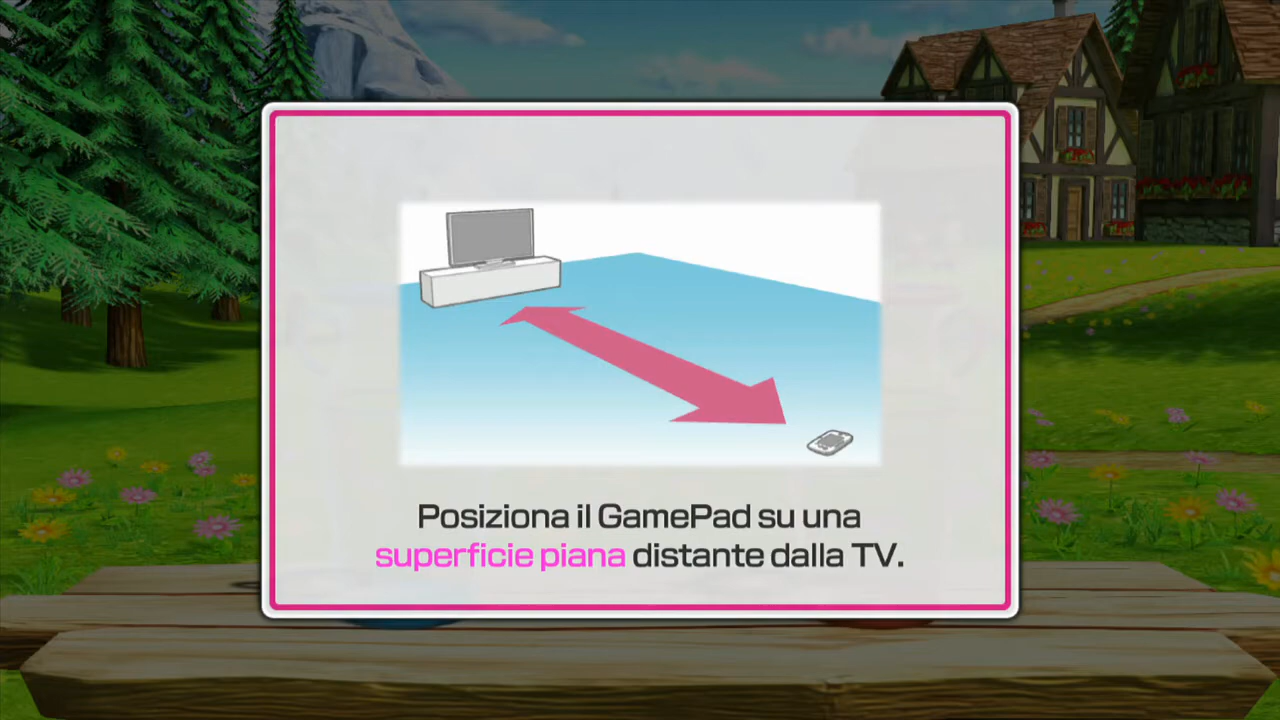 Posiziona il GamePad su una
superficie piana distante dalla TV.